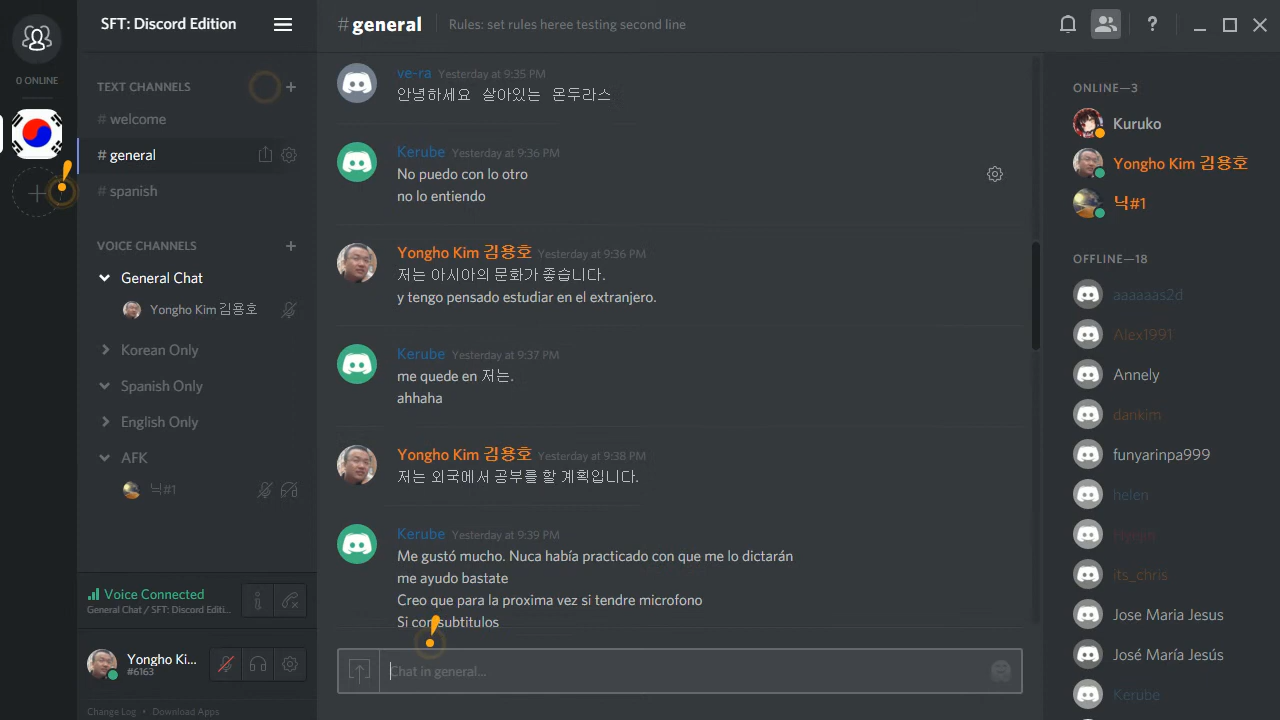 SFT: Discord Edition
0 ONLINE
TEXT CHANNELS
# welcome
# general
# spanish
VOICE CHANNELS
General Chat
Yongho Kim 김용호
Korean Only
Spanish Only
English Only
AFK
닉#1
Voice Connected
General Chat / SFT: Discord Editi...
Yongho Ki...
#6163
Change Log • Download Apps
#general
Rules: set rules heree testing second line
ve-ra Yesterday at 9:35 PM
안녕하세요 살아있는 온두라스
Kerube Yesterday at 9:36 PM
No puedo con lo otro
no lo entiendo
Yongho Kim 김용호 Yesterday at 9:36 PM
저는 아시아의 문화가 좋습니다.
y tengo pensado estudiar en el extranjero.
Kerube Yesterday at 9:37 PM
me quede en 저는.
ahhaha
Yongho Kim 김용호 Yesterday at 9:38 PM
저는 외국에서 공부를 할 계획입니다.
Kerube Yesterday at 9:39 PM
Me gustó mucho. Nuca había practicado con que me lo dictarán
me ayudo bastate
Creo que para la proxima vez si tendre microfono
Si con subtitulos
Chat in general...
ONLINE—3
Kuruko
Yongho Kim 김용호
닉#1
OFFLINE—18
aaaaaas2d
Alex1991
Annely
dankim
funyarinpa999
helen
its_chris
Jose Maria Jesus
José María Jesús
Kerube